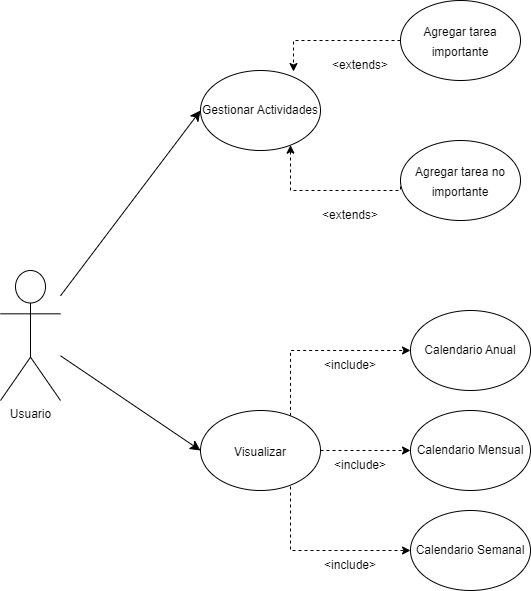 Agregar tarea
importante
<extends>
Gestionar Actividades
Agregar tarea no
importante
<extends>
Usuario
Calendario Anual
<include>
Visualizar
Calendario Mensual
<include>
Calendario Semanal
<include>